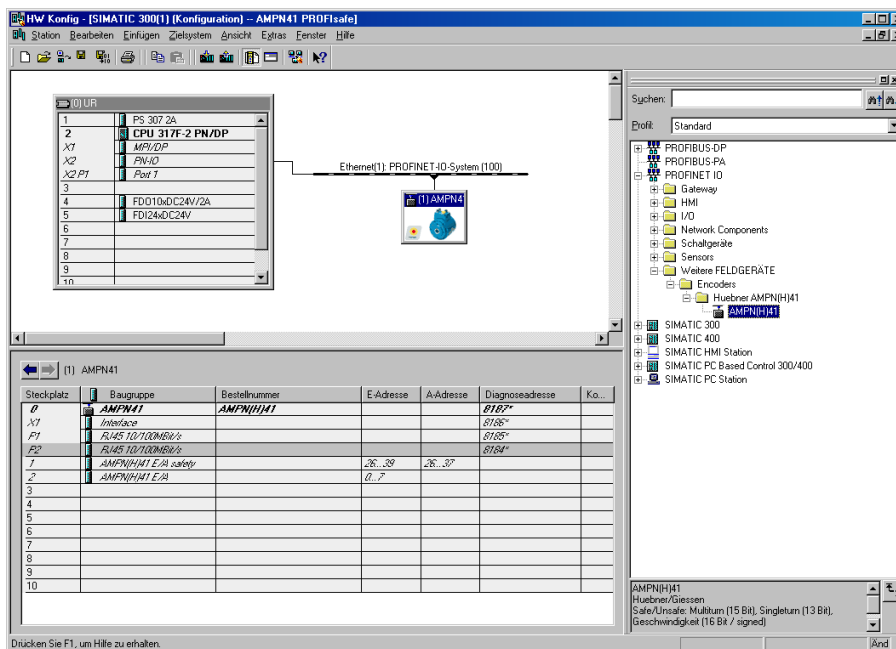 HW Konfig - [SIMATIC 300(1) (Konfiguration) -- AMPN41 PROFIsafe]
Station Bearbeiten Einfügen Zielsystem Ansicht Extras Fenster Hilfe
(0) UR
1 PS 307 2A
2 CPU 317F-2 PN/DP
X1 MPI/DP
X2 PN-IO
X2 P1 Port 1
3
4 FDO10xDC24V/2A
5 FDI24xDC24V
6
7
8
9
10
Ethernet(1): PROFINET-IO-System (100)
(1) AMPN4
Suchen:
Profil: Standard
PROFIBUS-DP
PROFIBUS-PA
PROFINET IO
Gateway
HMI
I/O
Network Components
Schaltgeräte
Sensors
Weitere FELDGERÄTE
Encoders
Huebner AMPN(H)41
AMPN(H)41
SIMATIC 300
SIMATIC 400
SIMATIC HMI Station
SIMATIC PC Based Control 300/400
SIMATIC PC Station
(1) AMPN41
Steckplatz Baugruppe Bestellnummer E-Adresse A-Adresse Diagnoseadresse Ko...
0 AMPN41 AMPN(H)41 8187*
X1 Interface 8186*
P1 RJ45 10/100MBit/s 8185*
P2 RJ45 10/100MBit/s 8184*
1 AMPN(H)41 E/A safety 26...39 26...37
2 AMPN(H)41 E/A 0...7
3
4
5
6
7
8
9
10
AMPN(H)41
Huebner/Giessen
Safe/Unsafe: Multiturn (15 Bit), Singleturn (13 Bit),
Geschwindigkeit (16 Bit / signed)
Drücken Sie F1, um Hilfe zu erhalten.
Änd